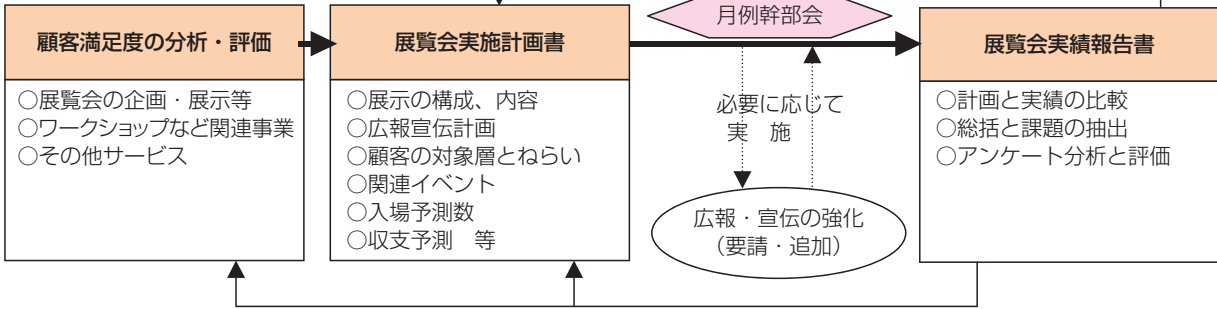 顧客満足度の分析・評価
○展覧会の企画・展示等
○ワークショップなど関連事業
○その他サービス
展覧会実施計画書
○展示の構成、内容
○広報宣伝計画
○顧客の対象層とねらい
○関連イベント
○入場予測数
○収支予測　等
月例幹部会
必要に応じて
実　施
広報・宣伝の強化
（要請・追加）
展覧会実績報告書
○計画と実績の比較
○総括と課題の抽出
○アンケート分析と評価